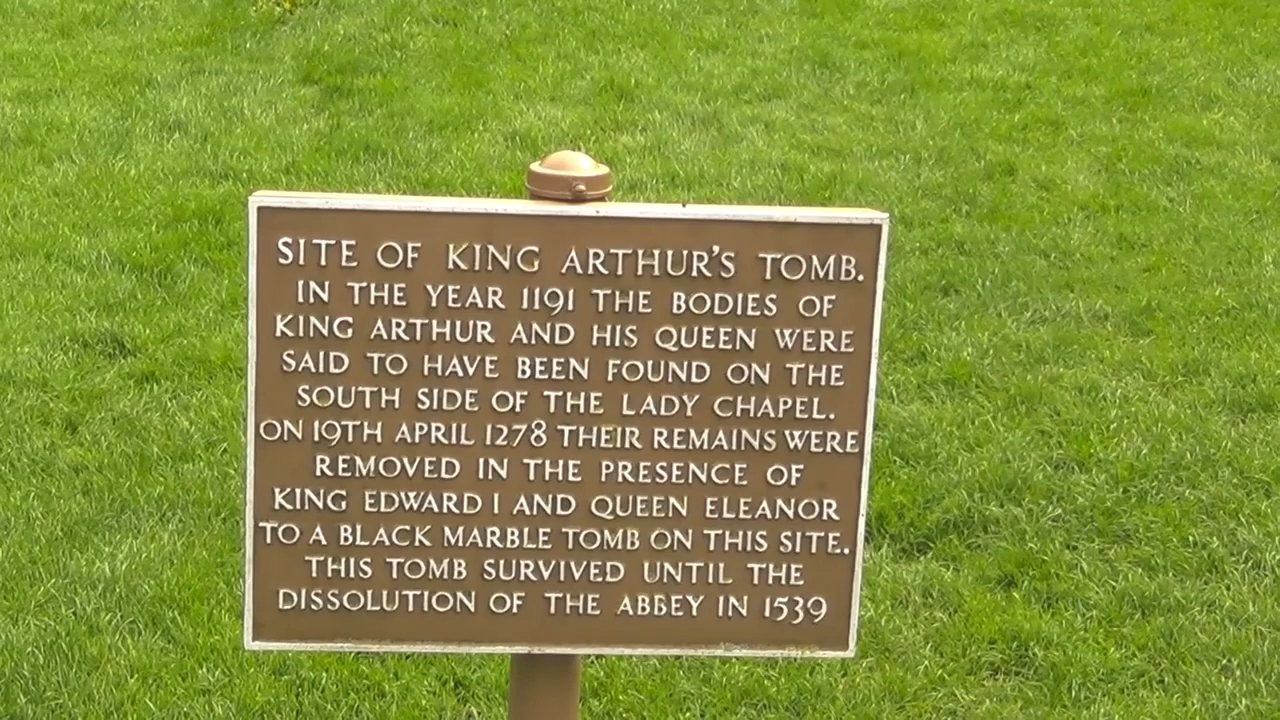 SITE OF KING ARTHUR'S TOMB.
IN THE YEAR 1191 THE BODIES OF
KING ARTHUR AND HIS QUEEN WERE
SAID TO HAVE BEEN FOUND ON THE
SOUTH SIDE OF THE LADY CHAPEL.
ON 19TH APRIL 1278 THEIR REMAINS WERE
REMOVED IN THE PRESENCE OF
KING EDWARD I AND QUEEN ELEANOR
TO A BLACK MARBLE TOMB ON THIS SITE.
THIS TOMB SURVIVED UNTIL THE
DISSOLUTION OF THE ABBEY IN 1539